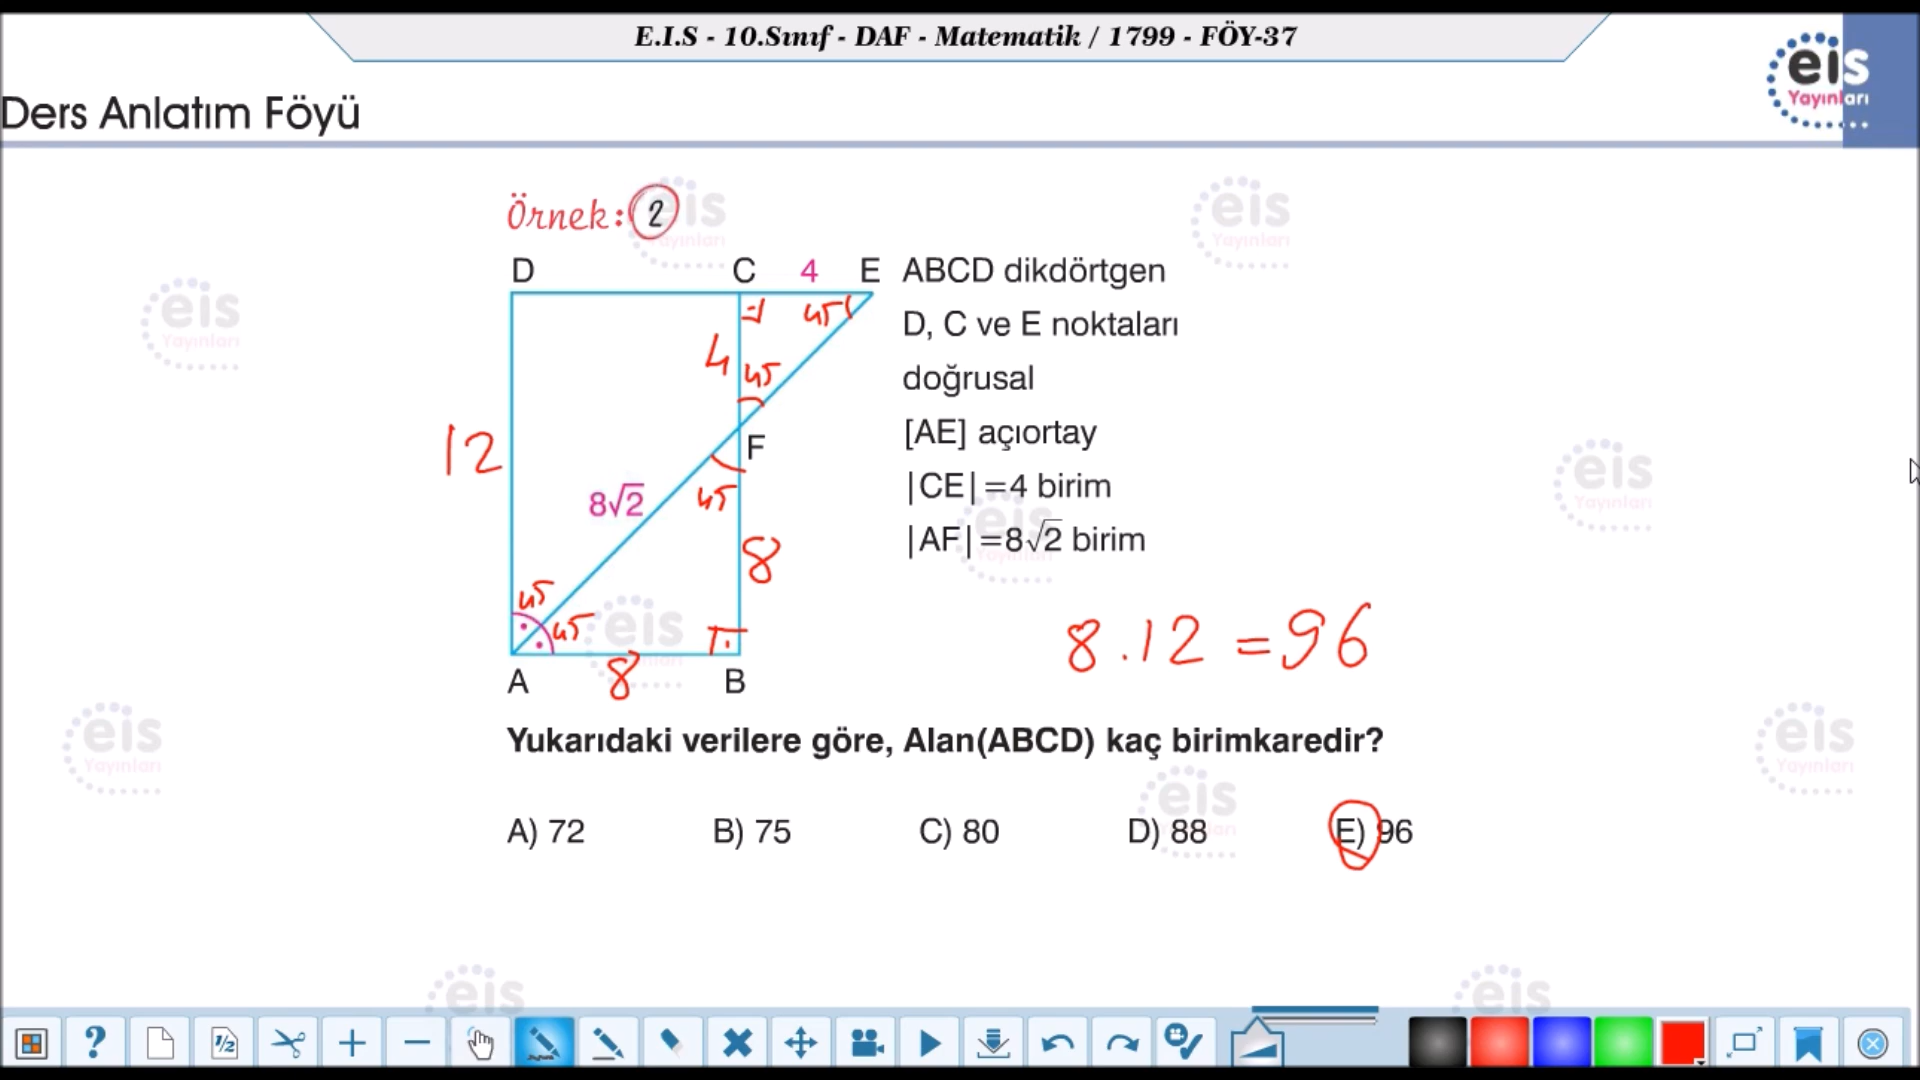 E.I.S - 10.Sınıf - DAF - Matematik / 1799 - FÖY-37
eis
Yayınları
Ders Anlatım Föyü
Örnek: 2
D C 4 E
ABCD dikdörtgen
D, C ve E noktaları
doğrusal
[AE] açıortay
|CE|=4 birim
|AF|=8√2 birim
45
4 45
12
F
8√2 45
8
45
45
A 8 B
8.12 = 96
Yukarıdaki verilere göre, Alan(ABCD) kaç birimkaredir?
A) 72 B) 75 C) 80 D) 88 E) 96
? 1/2